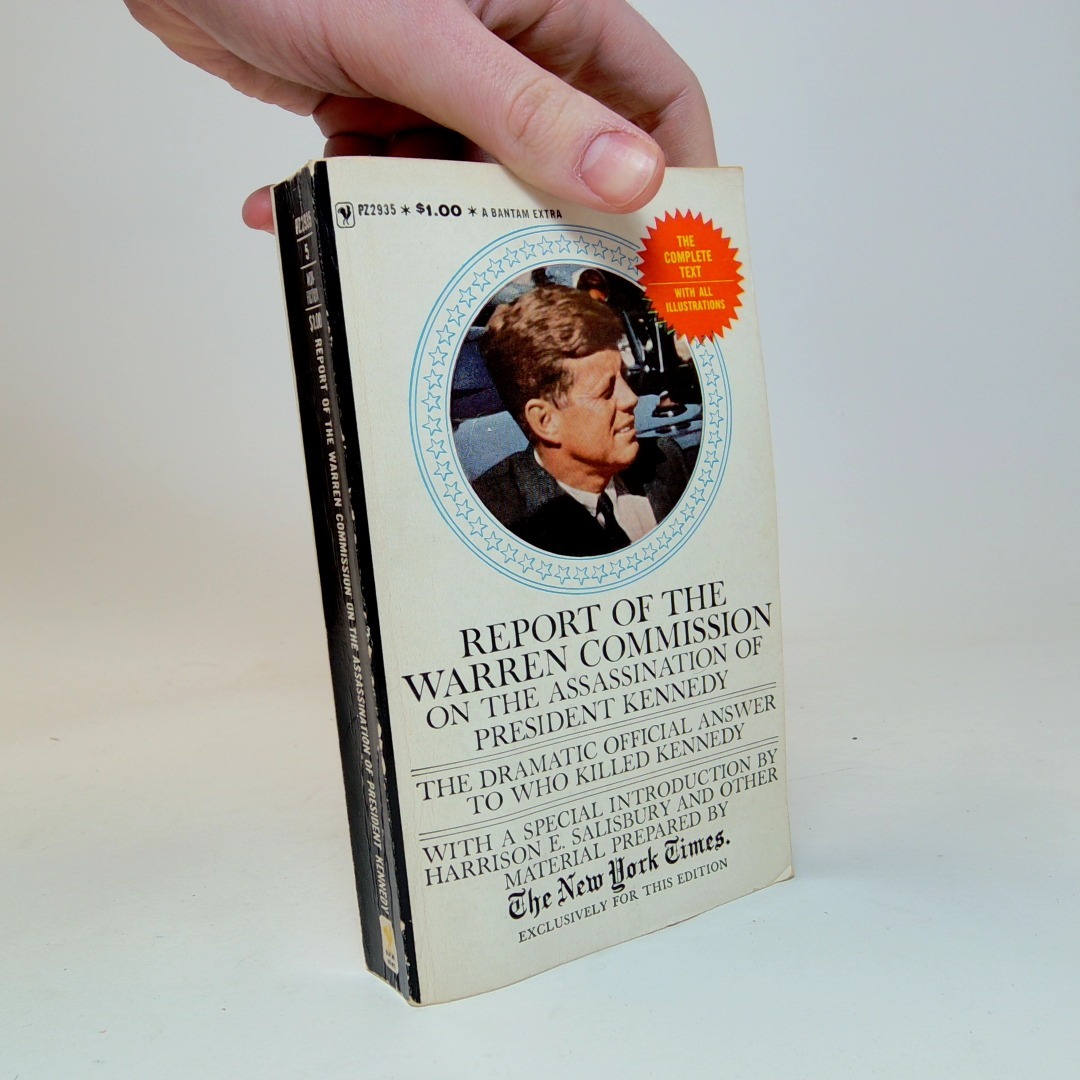 PZ2935 * $1.00 * A BANTAM EXTRA
THE
COMPLETE
TEXT
WITH ALL
ILLUSTRATIONS
REPORT OF THE
WARREN COMMISSION
ON THE ASSASSINATION OF
PRESIDENT KENNEDY
THE DRAMATIC OFFICIAL ANSWER
TO WHO KILLED KENNEDY
WITH A SPECIAL INTRODUCTION BY
HARRISON E. SALISBURY AND OTHER
MATERIAL PREPARED BY
The New York Times.
EXCLUSIVELY FOR THIS EDITION
PZ2935
$1.00
REPORT OF THE WARREN COMMISSION ON THE ASSASSINATION OF PRESIDENT KENNEDY